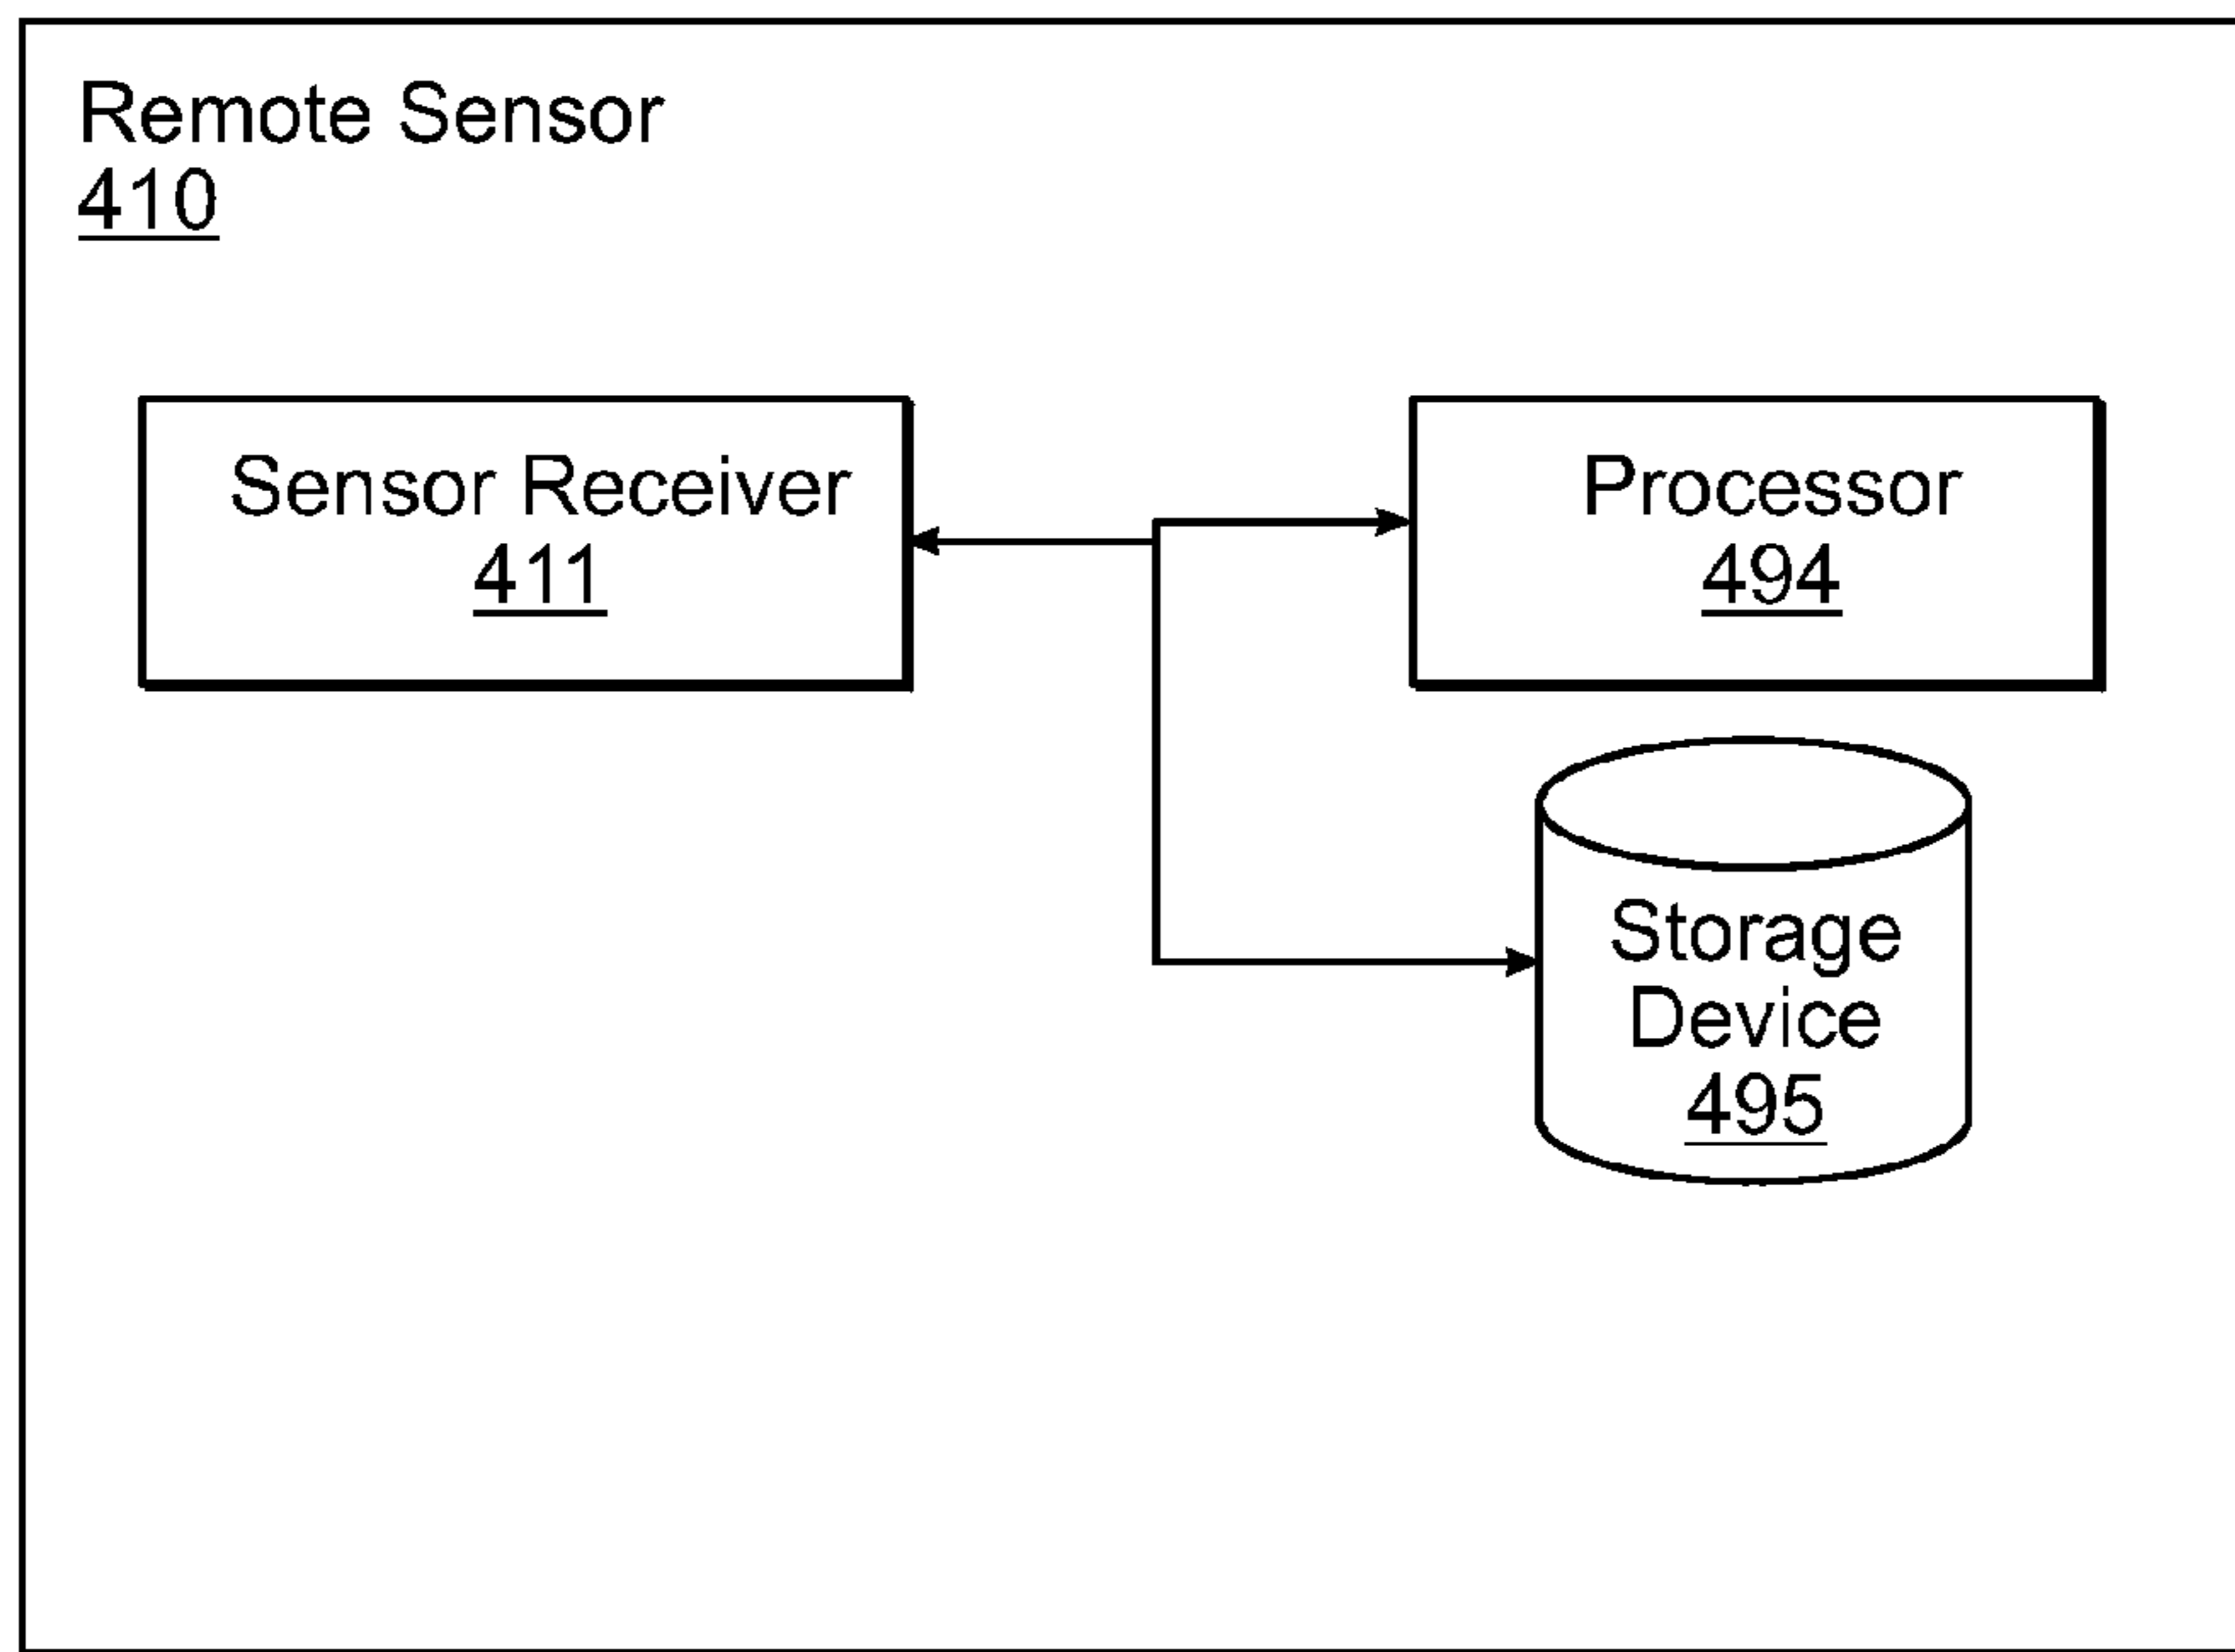 Remote Sensor
410
Sensor Receiver
411
Processor
494
Storage
Device
495